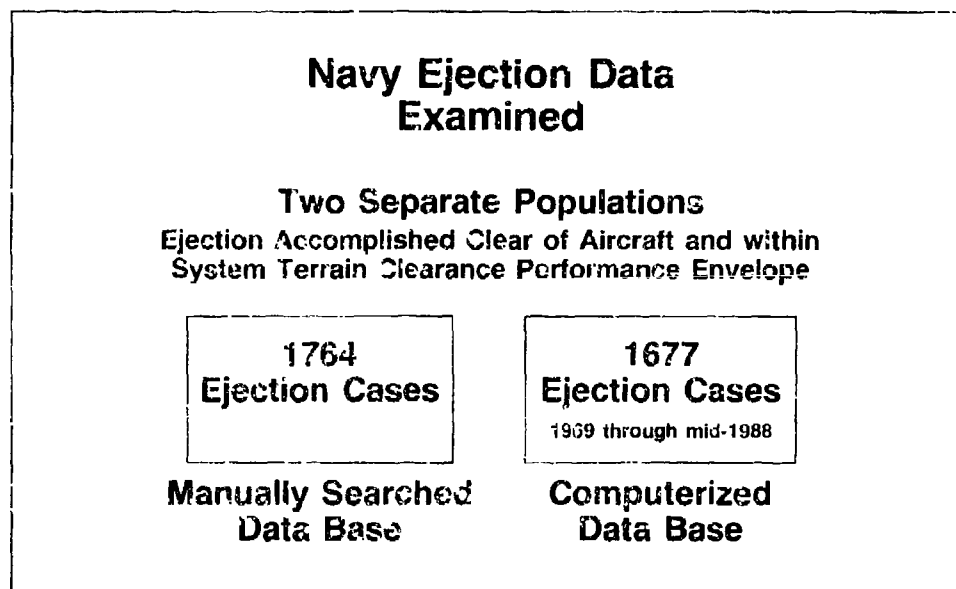 Navy Ejection Data
Examined
Two Separate Populations
Ejection Accomplished Clear of Aircraft and within
System Terrain Clearance Performance Envelope
1764
Ejection Cases
1677
Ejection Cases
1969 through mid-1988
Manually Searched
Data Base
Computerized
Data Base